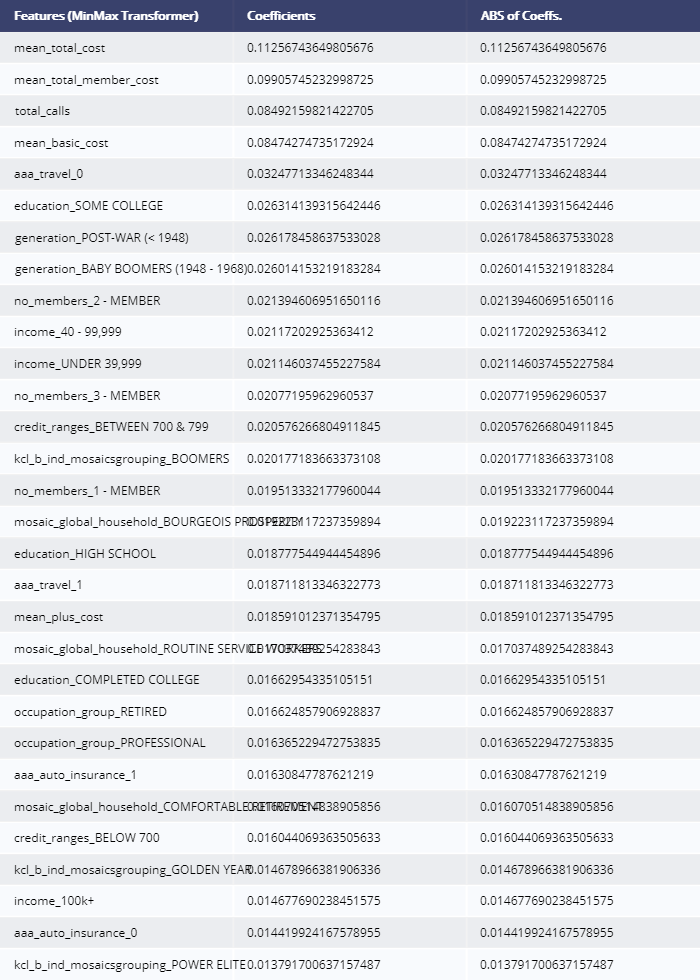 Features (MinMax Transformer) Coefficients ABS of Coeffs.
mean_total_cost 0.11256743649805676 0.11256743649805676
mean_total_member_cost 0.09905745232998725 0.09905745232998725
total_calls 0.08492159821422705 0.08492159821422705
mean_basic_cost 0.08474274735172924 0.08474274735172924
aaa_travel_0 0.03247713346248344 0.03247713346248344
education_SOME COLLEGE 0.026314139315642446 0.026314139315642446
generation_POST-WAR (< 1948) 0.026178458637533028 0.026178458637533028
generation_BABY BOOMERS (1948 - 1968) 0.026014153219183284 0.026014153219183284
no_members_2 - MEMBER 0.021394606951650116 0.021394606951650116
income_40 - 99,999 0.02117202925363412 0.02117202925363412
income_UNDER 39,999 0.021146037455227584 0.021146037455227584
no_members_3 - MEMBER 0.02077195962960537 0.02077195962960537
credit_ranges_BETWEEN 700 & 799 0.020576266804911845 0.020576266804911845
kcl_b_ind_mosaicsgrouping_BOOMERS 0.020177183663373108 0.020177183663373108
no_members_1 - MEMBER 0.019513332177960044 0.019513332177960044
mosaic_global_household_BOURGEOIS PROSPERITY 0.019223117237359894 0.019223117237359894
education_HIGH SCHOOL 0.018777544944454896 0.018777544944454896
aaa_travel_1 0.018711813346322773 0.018711813346322773
mean_plus_cost 0.018591012371354795 0.018591012371354795
mosaic_global_household_ROUTINE SERVICE WORKERS 0.017037489254283843 0.017037489254283843
education_COMPLETED COLLEGE 0.01662954335105151 0.01662954335105151
occupation_group_RETIRED 0.016624857906928837 0.016624857906928837
occupation_group_PROFESSIONAL 0.016365229472753835 0.016365229472753835
aaa_auto_insurance_1 0.01630847787621219 0.01630847787621219
mosaic_global_household_COMFORTABLE RETIREMENT 0.016070514838905856 0.016070514838905856
credit_ranges_BELOW 700 0.016044069363505633 0.016044069363505633
kcl_b_ind_mosaicsgrouping_GOLDEN YEAR 0.014678966381906336 0.014678966381906336
income_100k+ 0.014677690238451575 0.014677690238451575
aaa_auto_insurance_0 0.014419924167578955 0.014419924167578955
kcl_b_ind_mosaicsgrouping_POWER ELITE 0.013791700637157487 0.013791700637157487